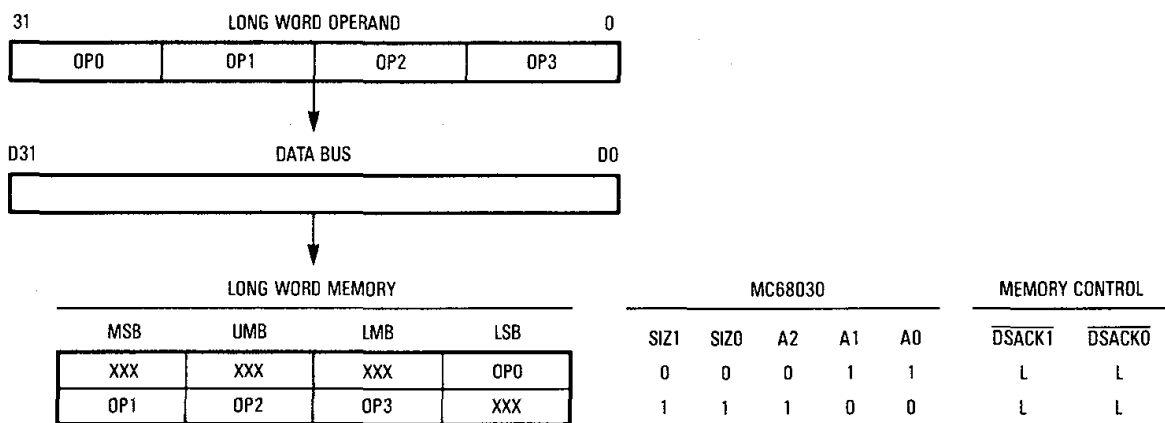 31 LONG WORD OPERAND 0
OP0 OP1 OP2 OP3
D31 DATA BUS D0
LONG WORD MEMORY MC68030 MEMORY CONTROL
MSB UMB LMB LSB SIZ1 SIZ0 A2 A1 A0 DSACK1 DSACK0
XXX XXX XXX OP0 0 0 0 1 1 L L
OP1 OP2 OP3 XXX 1 1 1 0 0 L L